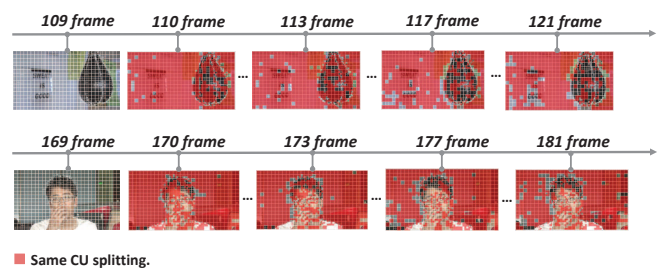 109 frame 110 frame 113 frame 117 frame 121 frame
... ... ...
169 frame 170 frame 173 frame 177 frame 181 frame
... ... ...
Same CU splitting.